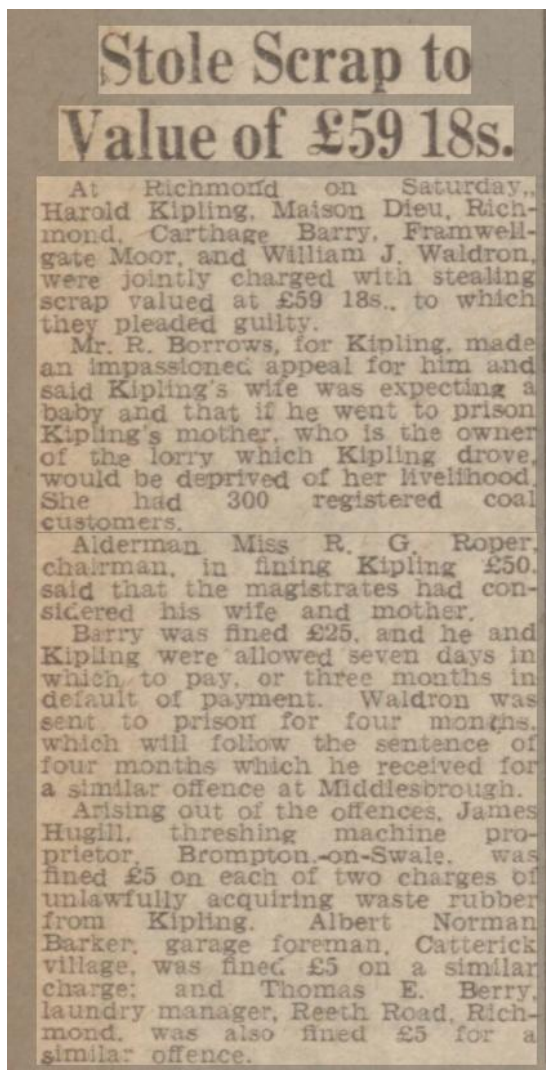 Stole Scrap to
Value of £59 18s.
At Richmond on Saturday,
Harold Kipling, Maison Dieu, Rich-
mond, Carthage Barry, Framwell-
gate Moor, and William J. Waldron,
were jointly charged with stealing
scrap valued at £59 18s., to which
they pleaded guilty.
Mr. R. Borrows, for Kipling, made
an impassioned appeal for him and
said Kipling's wife was expecting a
baby and that if he went to prison
Kipling's mother, who is the owner
of the lorry which Kipling drove,
would be deprived of her livelihood.
She had 300 registered coal
customers.
Alderman Miss R. G. Roper,
chairman, in fining Kipling £50,
said that the magistrates had con-
sidered his wife and mother.
Barry was fined £25, and he and
Kipling were allowed seven days in
which to pay, or three months in
default of payment. Waldron was
sent to prison for four months,
which will follow the sentence of
four months which he received for
a similar offence at Middlesbrough.
Arising out of the offences, James
Hugill, threshing machine pro-
prietor, Brompton-on-Swale, was
fined £5 on each of two charges of
unlawfully acquiring waste rubber
from Kipling. Albert Norman
Barker, garage foreman, Catterick
village, was fined £5 on a similar
charge; and Thomas E. Berry,
laundry manager, Reeth Road, Rich-
mond, was also fined £5 for a
similar offence.